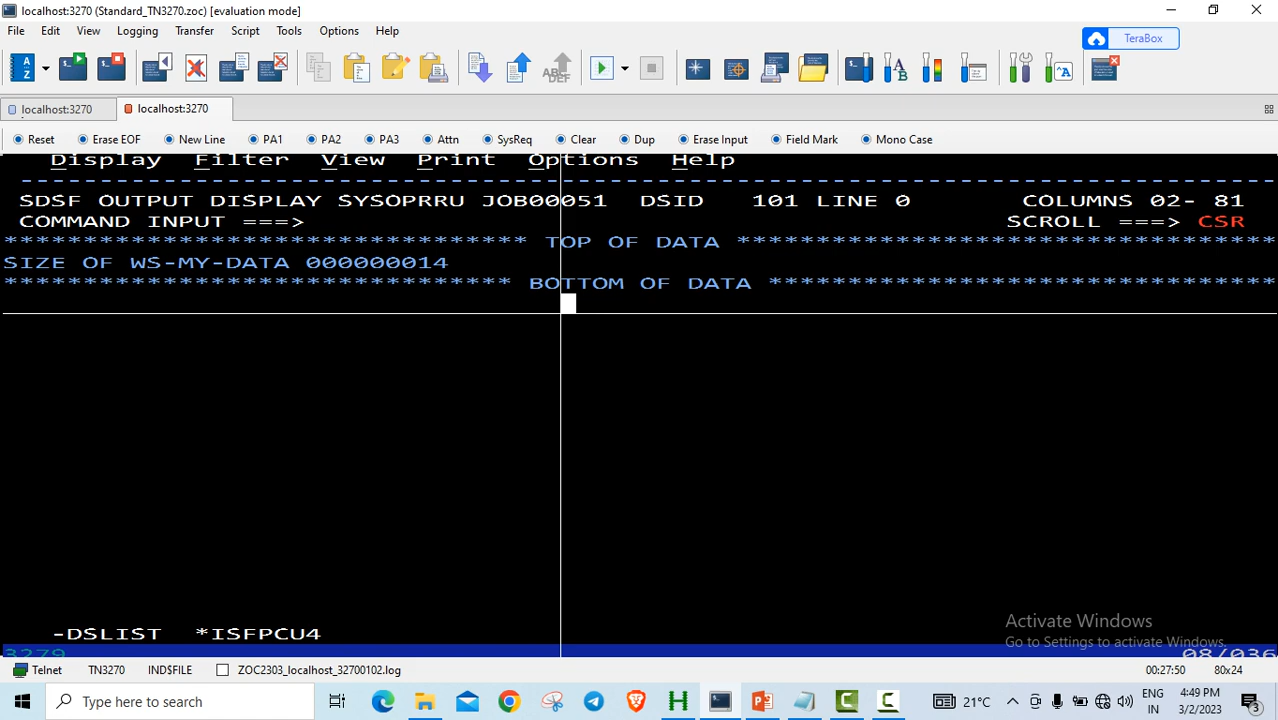 localhost:3270 (Standard_TN3270.zoc) [evaluation mode]
File Edit View Logging Transfer Script Tools Options Help
TeraBox
localhost:3270 localhost:3270
Reset Erase EOF New Line PA1 PA2 PA3 Attn SysReq Clear Dup Erase Input Field Mark Mono Case
Display Filter View Print Options Help
--------------------------------------------------------------------------------
SDSF OUTPUT DISPLAY SYSOPRRU JOB00051 DSID 101 LINE 0 COLUMNS 02- 81
COMMAND INPUT ===> SCROLL ===> CSR
********************************* TOP OF DATA **********************************
SIZE OF WS-MY-DATA 000000014
******************************** BOTTOM OF DATA ********************************
Activate Windows
Go to Settings to activate Windows.
-DSLIST *ISFPCU4
3279 08/036
Telnet TN3270 IND$FILE ZOC2303_localhost_32700102.log 00:27:50 80x24
Type here to search 21°C ENG 4:49 PM
IN 3/2/2023 3